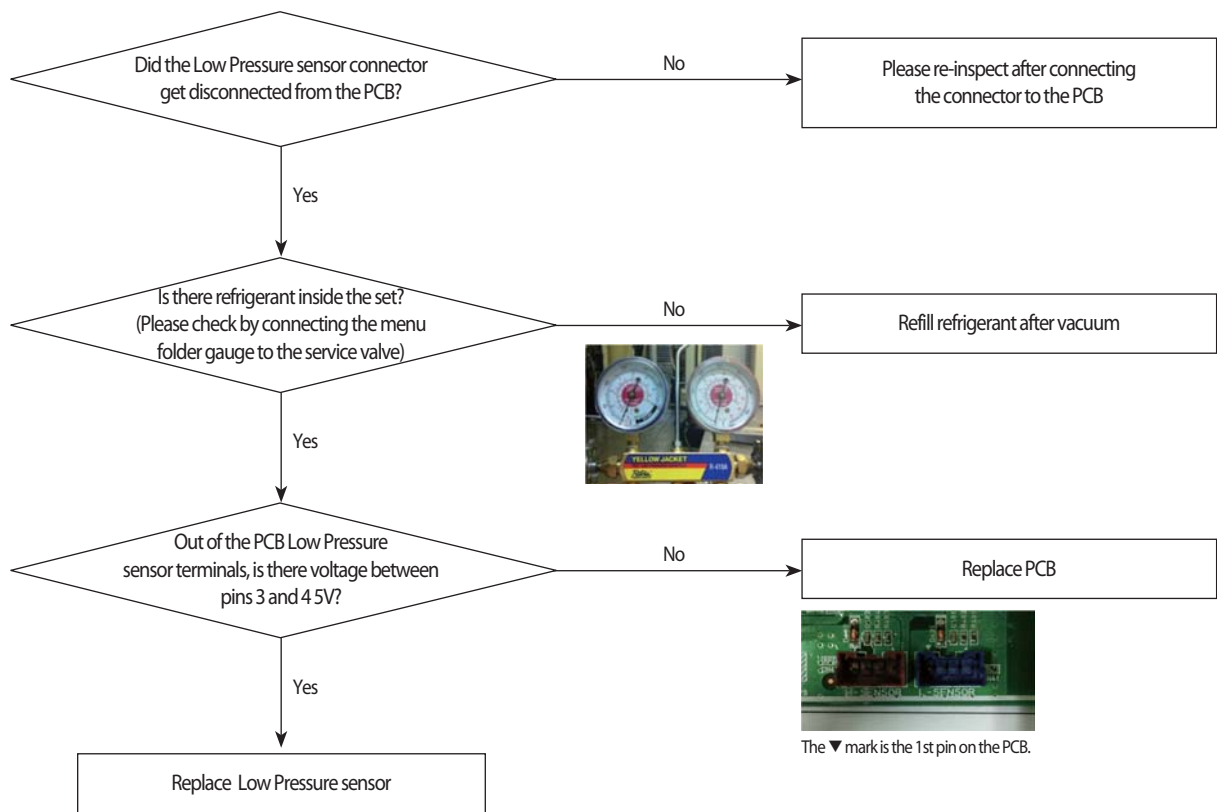 Did the Low Pressure sensor connector
get disconnected from the PCB?
No
Please re-inspect after connecting
the connector to the PCB
Yes
Is there refrigerant inside the set?
(Please check by connecting the menu
folder gauge to the service valve)
No
Refill refrigerant after vacuum
YELLOW JACKET
R-410A
Yes
Out of the PCB Low Pressure
sensor terminals, is there voltage between
pins 3 and 4 5V?
No
Replace PCB
H-SENSOR
L-SENSOR
The ▼ mark is the 1st pin on the PCB.
Yes
Replace Low Pressure sensor